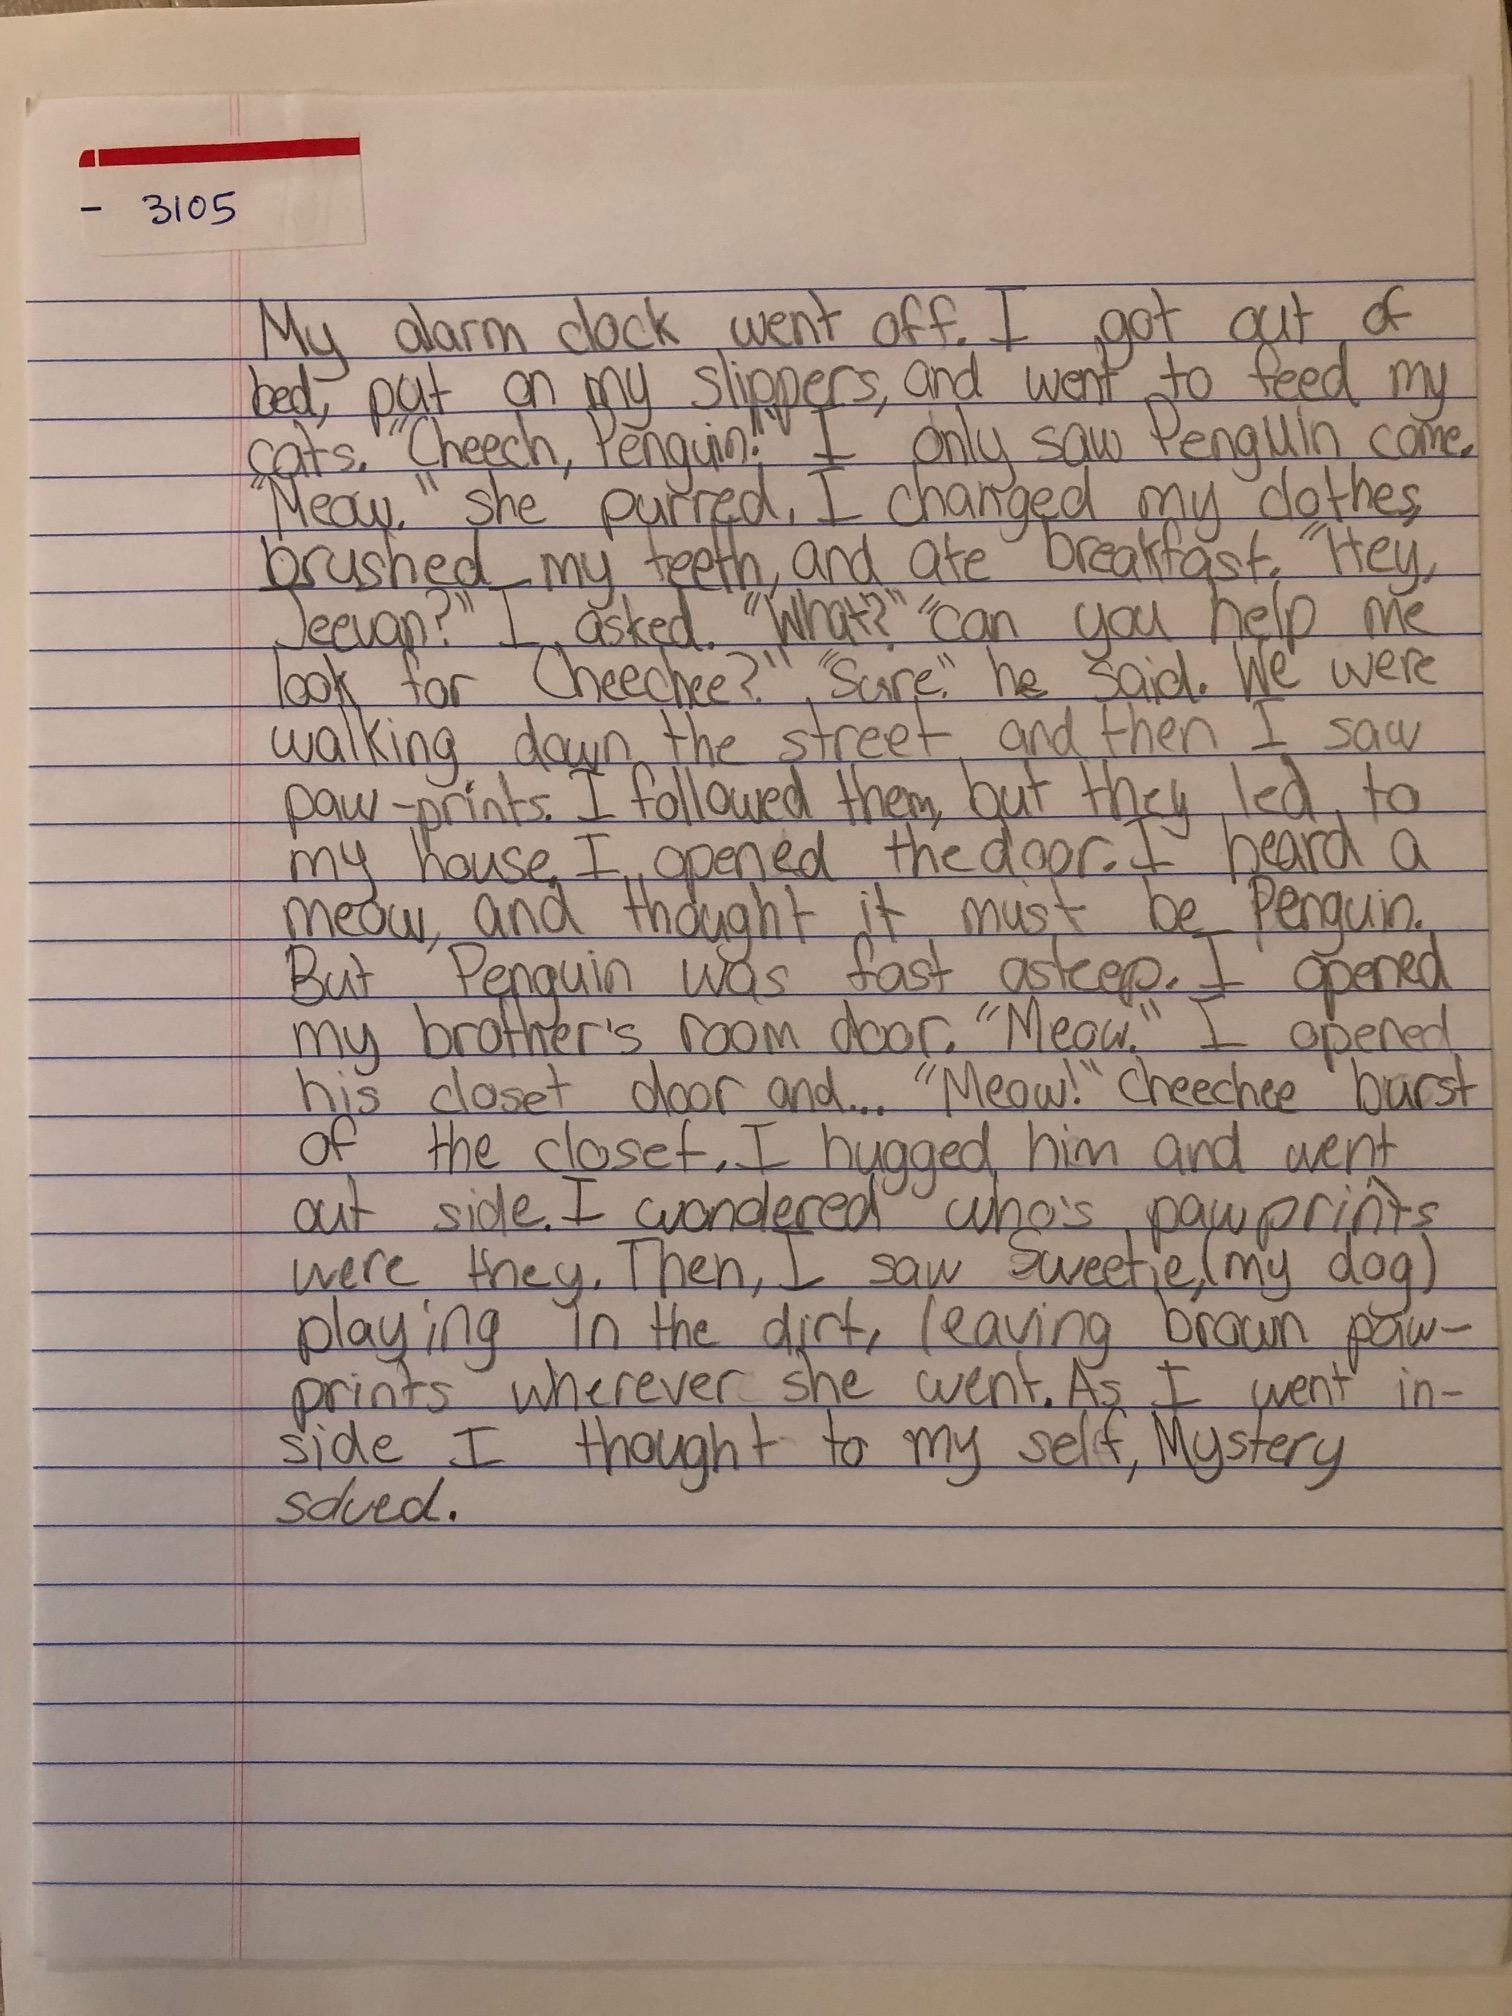 - 3105
My alarm clock went off. I got out of
bed, put on my slippers, and went to feed my
cats. "Cheech, Penguin!" I only saw Penguin come.
"Meow." she purred. I changed my clothes,
brushed my teeth, and ate breakfast. "Hey,
Jeevan?" I asked. "What?" "can you help me
look for Cheechee?" "Sure." he said. We were
walking down the street and then I saw
paw-prints. I followed them, but they led to
my house. I opened the door. I heard a
meow, and thought it must be Penguin.
But Penguin was fast asleep. I opened
my brother's room door. "Meow." I opened
his closet door and... "Meow!" Cheechee burst
of the closet. I hugged him and went
out side. I wondered who's pawprints
were they. Then, I saw Sweetie, (my dog)
playing in the dirt, leaving brown paw-
prints wherever she went. As I went in-
side I thought to my self, Mystery
solved.